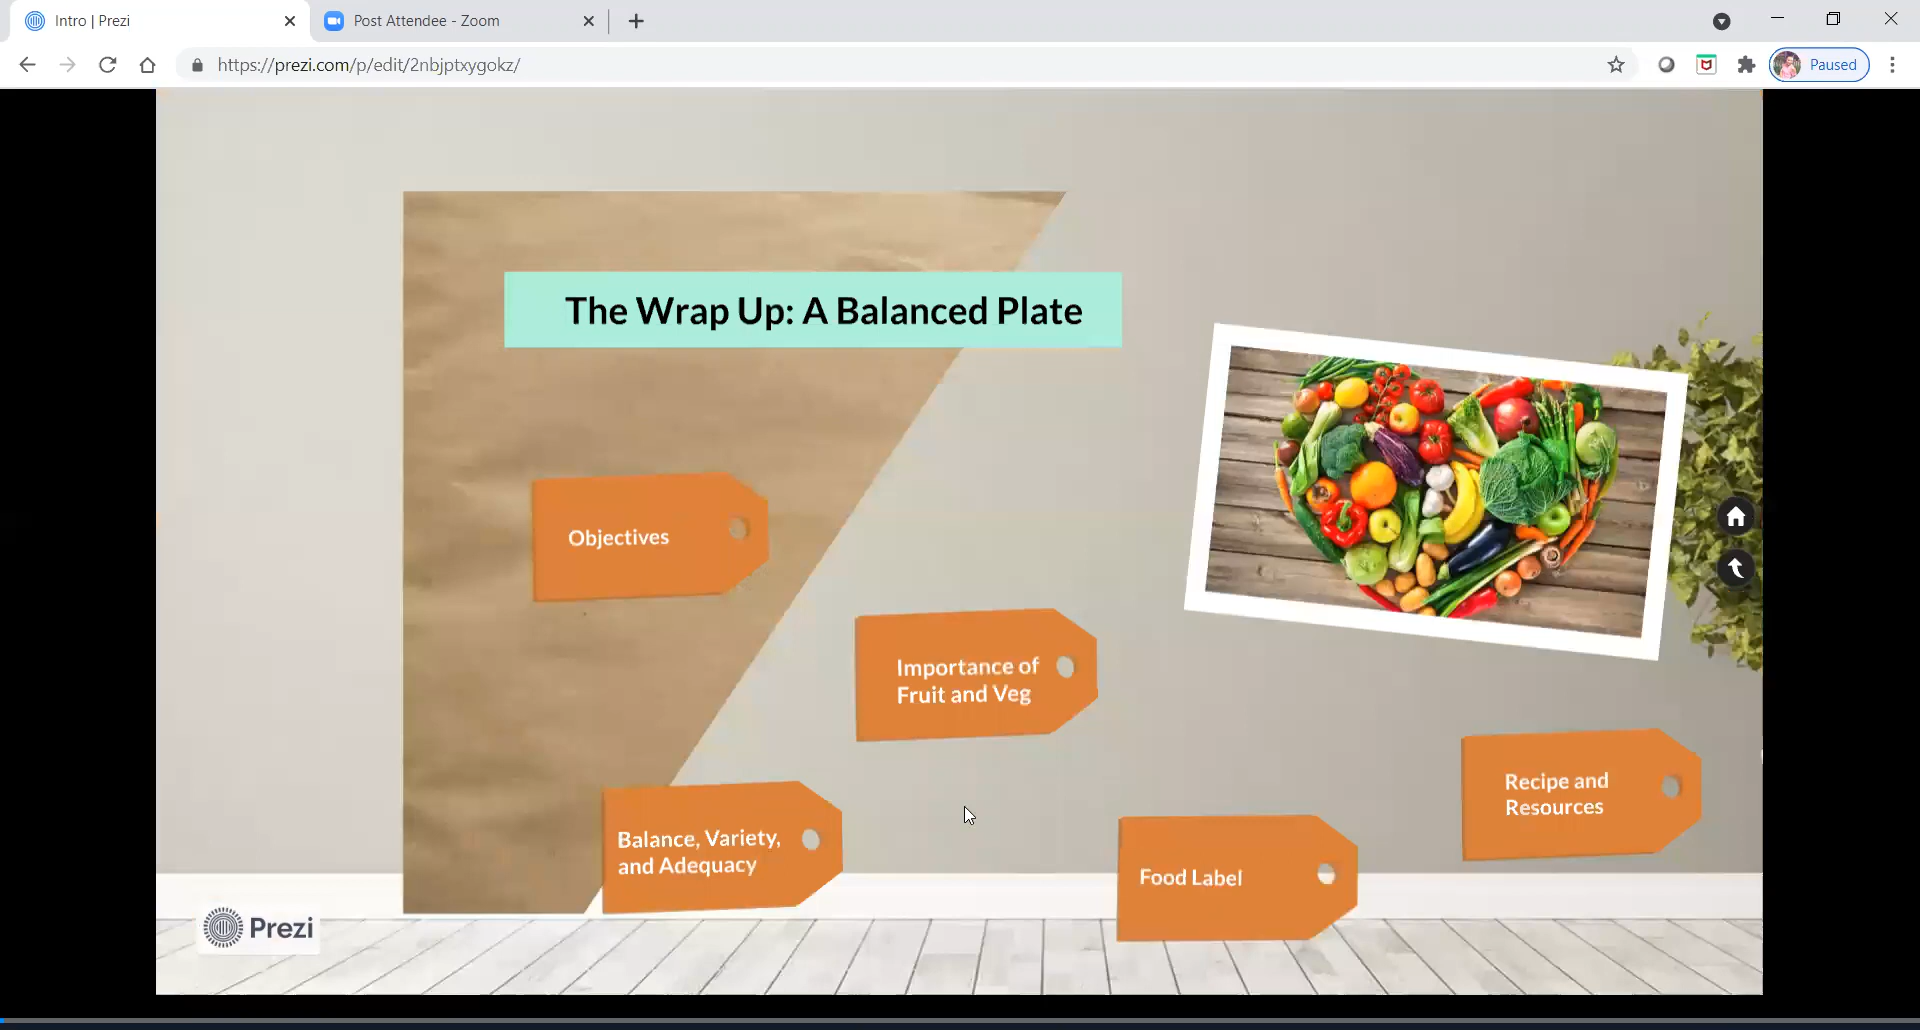 Intro | Prezi
Post Attendee - Zoom
https://prezi.com/p/edit/2nbjptxygokz/
Paused
The Wrap Up: A Balanced Plate
Objectives
Importance of
Fruit and Veg
Balance, Variety,
and Adequacy
Food Label
Recipe and
Resources
Prezi